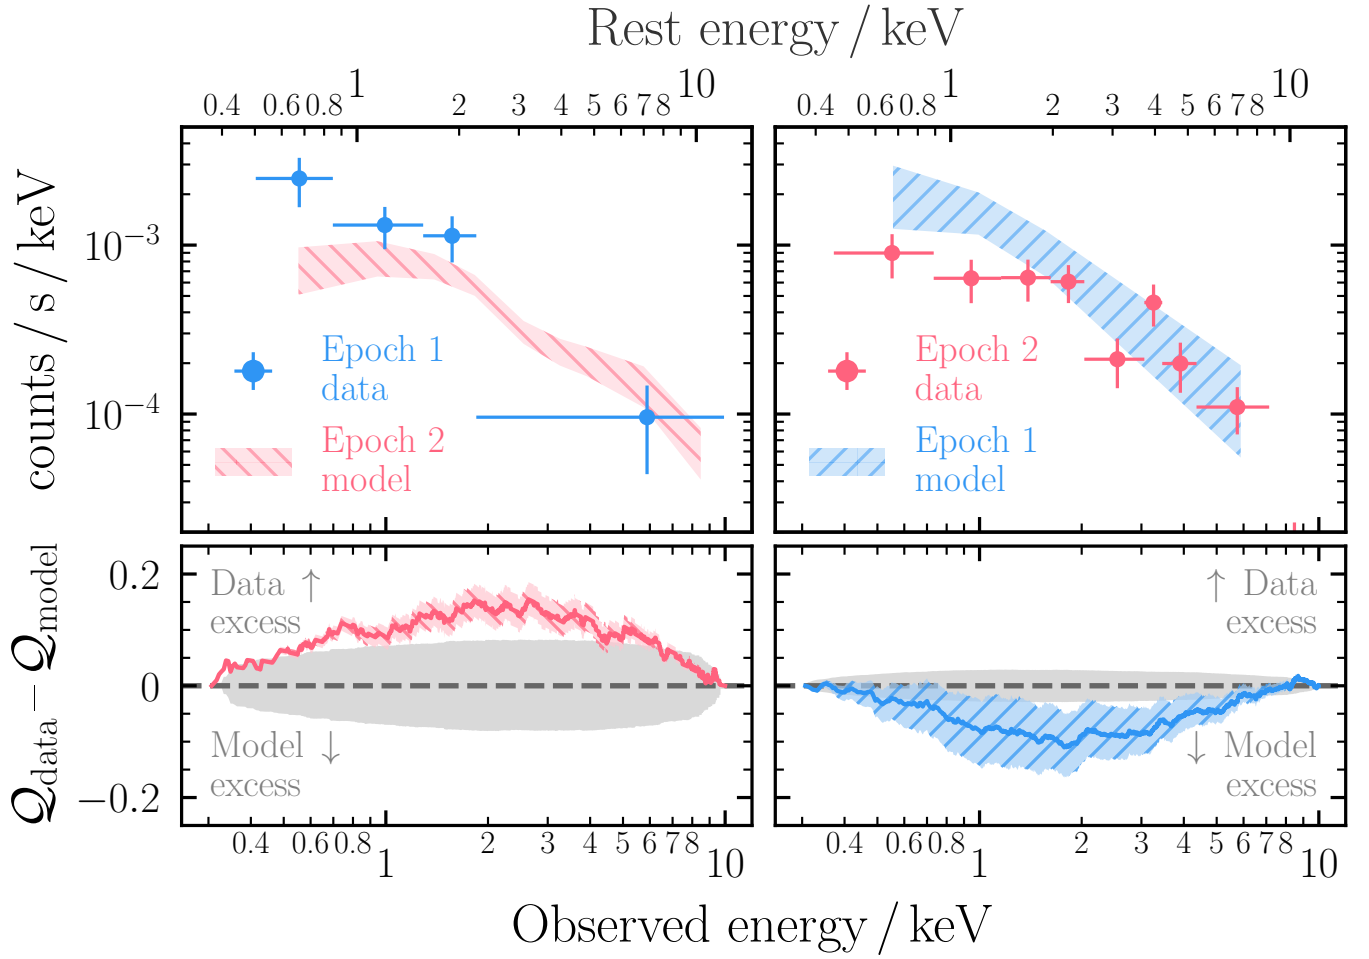 Rest energy / keV
0.4 0.6 0.8 1 2 3 4 5 6 7 8 10
0.4 0.6 0.8 1 2 3 4 5 6 7 8 10
counts / s / keV
10⁻³
10⁻⁴
Epoch 1
data
Epoch 2
model
Epoch 2
data
Epoch 1
model
𝒬data − 𝒬model
0.2
0
−0.2
Data ↑
excess
Model ↓
excess
↑ Data
excess
↓ Model
excess
0.4 0.6 0.8 1 2 3 4 5 6 7 8 10
0.4 0.6 0.8 1 2 3 4 5 6 7 8 10
Observed energy / keV